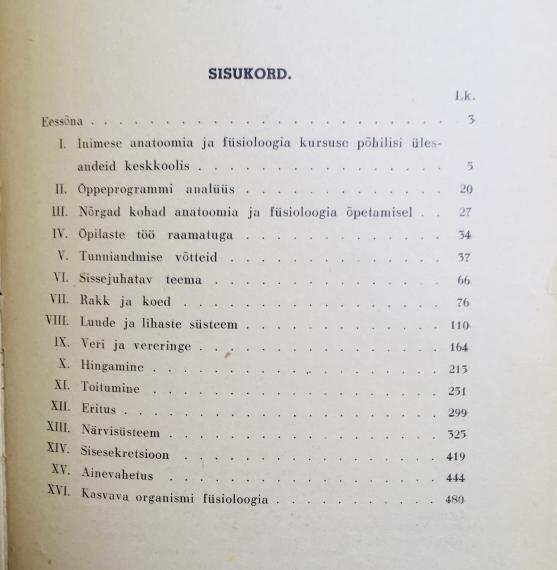 SISUKORD.
Lk.
Eessõna . . . . . . . . . . . . . . . . . . . . 3
I. Inimese anatoomia ja füsioloogia kursuse põhilisi üles-
andeid keskkoolis . . . . . . . . . . . . . . 5
II. Õppeprogrammi analüüs . . . . . . . . . . . 20
III. Nõrgad kohad anatoomia ja füsioloogia õpetamisel . . 27
IV. Õpilaste töö raamatuga . . . . . . . . . . . 34
V. Tunniandmise võtteid . . . . . . . . . . . . 37
VI. Sissejuhatav teema . . . . . . . . . . . . . 66
VII. Rakk ja koed . . . . . . . . . . . . . . 76
VIII. Luude ja lihaste süsteem . . . . . . . . . . . 110
IX. Veri ja vereringe . . . . . . . . . . . . . 164
X. Hingamine . . . . . . . . . . . . . . . . 215
XI. Toitumine . . . . . . . . . . . . . . . . 251
XII. Eritus . . . . . . . . . . . . . . . . . 299
XIII. Närvisüsteem . . . . . . . . . . . . . . . 325
XIV. Sisesekretsioon . . . . . . . . . . . . . . 419
XV. Ainevahetus . . . . . . . . . . . . . . . 444
XVI. Kasvava organismi füsioloogia . . . . . . . . . 480